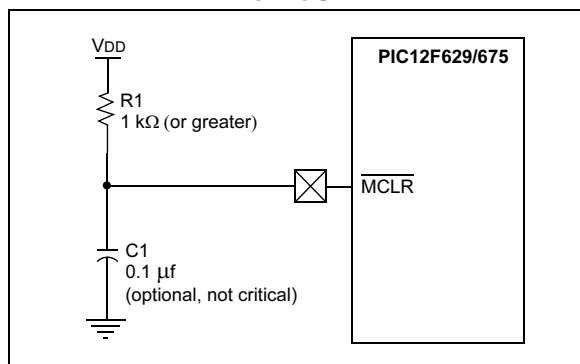 VDD
PIC12F629/675
R1
1 kΩ (or greater)
MCLR
C1
0.1 μf
(optional, not critical)